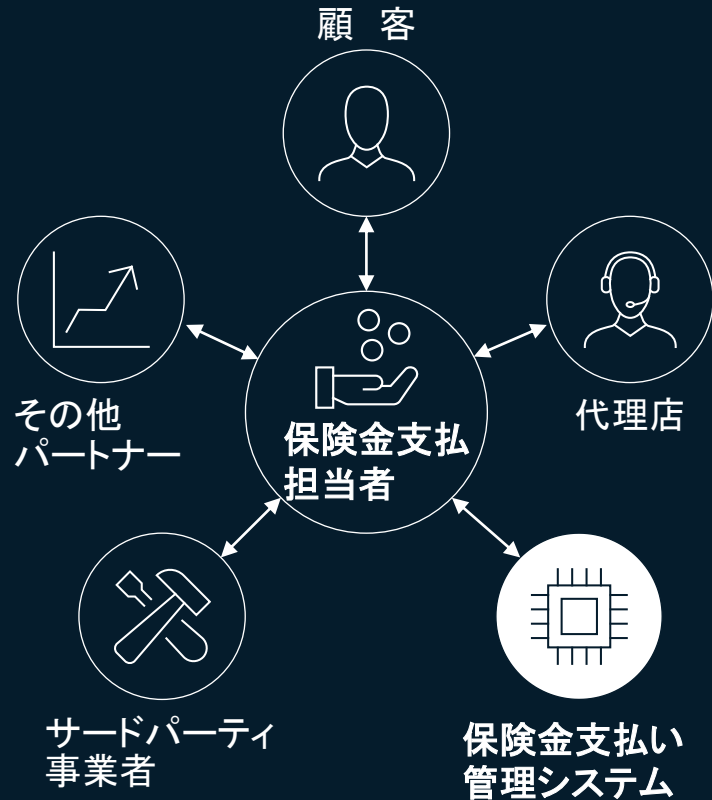 顧 客
その他
パートナー
代理店
保険金支払
担当者
サードパーティ
事業者
保険金支払い
管理システム